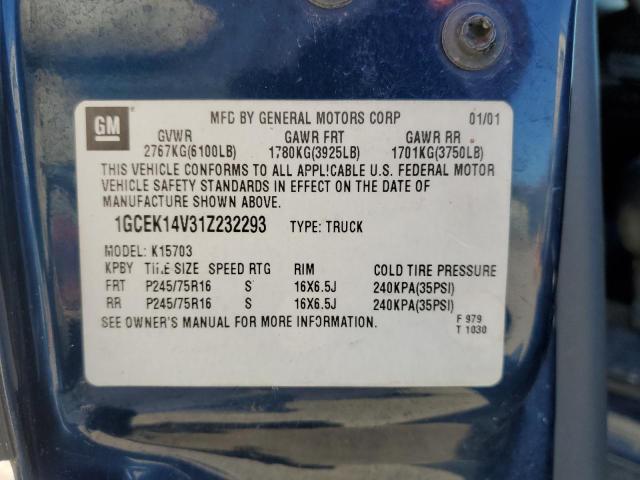 GM
MFD BY GENERAL MOTORS CORP 01/01
GVWR GAWR FRT GAWR RR
2767KG(6100LB) 1780KG(3925LB) 1701KG(3750LB)
THIS VEHICLE CONFORMS TO ALL APPLICABLE U.S. FEDERAL MOTOR
VEHICLE SAFETY STANDARDS IN EFFECT ON THE DATE OF
MANUFACTURE SHOWN ABOVE.
1GCEK14V31Z232293 TYPE: TRUCK
MODEL: K15703
KPBY TIRE SIZE SPEED RTG RIM COLD TIRE PRESSURE
FRT P245/75R16 S 16X6.5J 240KPA(35PSI)
RR P245/75R16 S 16X6.5J 240KPA(35PSI)
SEE OWNER'S MANUAL FOR MORE INFORMATION.
F 979
T 1030